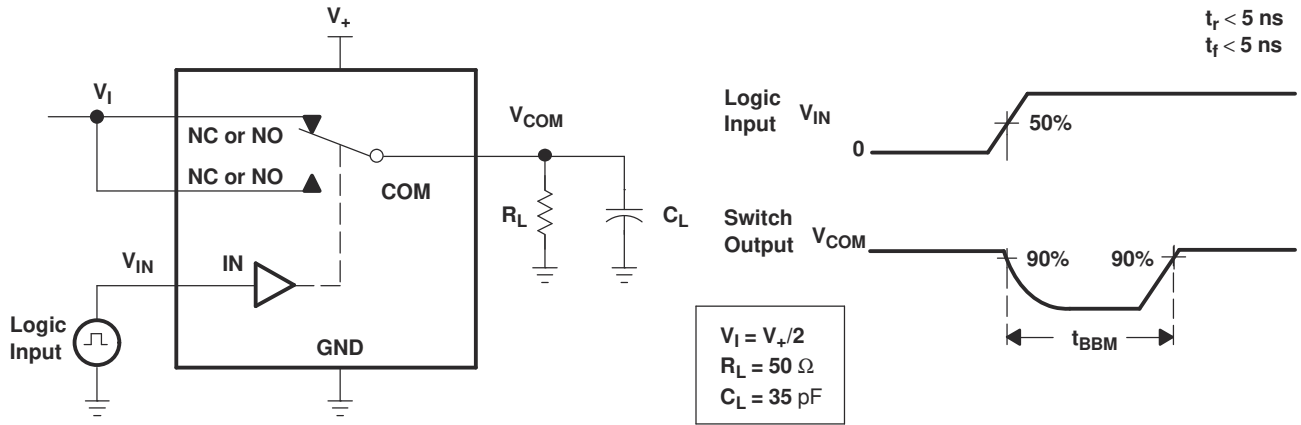 V+
VI
NC or NO
NC or NO
COM
VCOM
RL
CL
VIN
IN
Logic
Input
GND
VI = V+/2
RL = 50 Ω
CL = 35 pF
tr < 5 ns
tf < 5 ns
Logic
Input
VIN
50%
0
Switch
Output
VCOM
90%
90%
tBBM